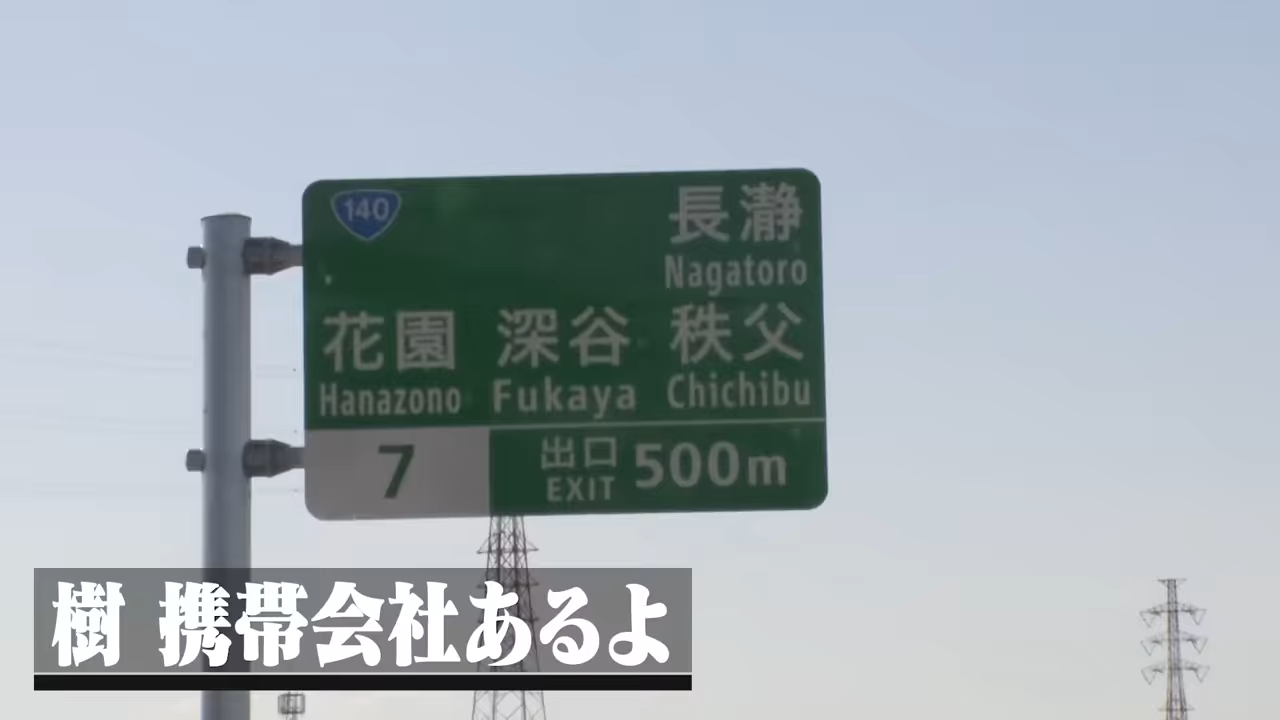 140
長瀞
Nagatoro
花園 深谷 秩父
Hanazono Fukaya Chichibu
7
出口 500m
EXIT
樹 携帯会社あるよ